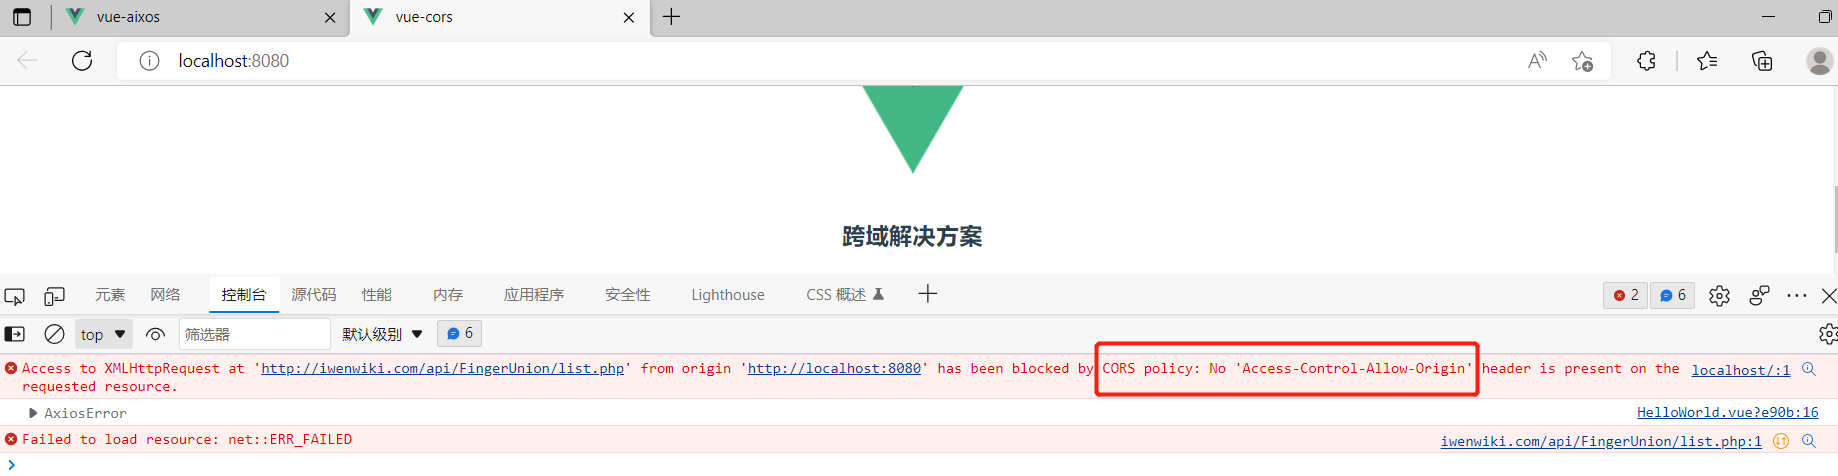 vue-aixos
vue-cors
localhost:8080
跨域解决方案
元素 网络 控制台 源代码 性能 内存 应用程序 安全性 Lighthouse CSS 概述 2 6
top 筛选器 默认级别 6
Access to XMLHttpRequest at 'http://iwenwiki.com/api/FingerUnion/list.php' from origin 'http://localhost:8080' has been blocked by CORS policy: No 'Access-Control-Allow-Origin' header is present on the localhost/:1
requested resource.
AxiosError HelloWorld.vue?e90b:16
Failed to load resource: net::ERR_FAILED iwenwiki.com/api/FingerUnion/list.php:1